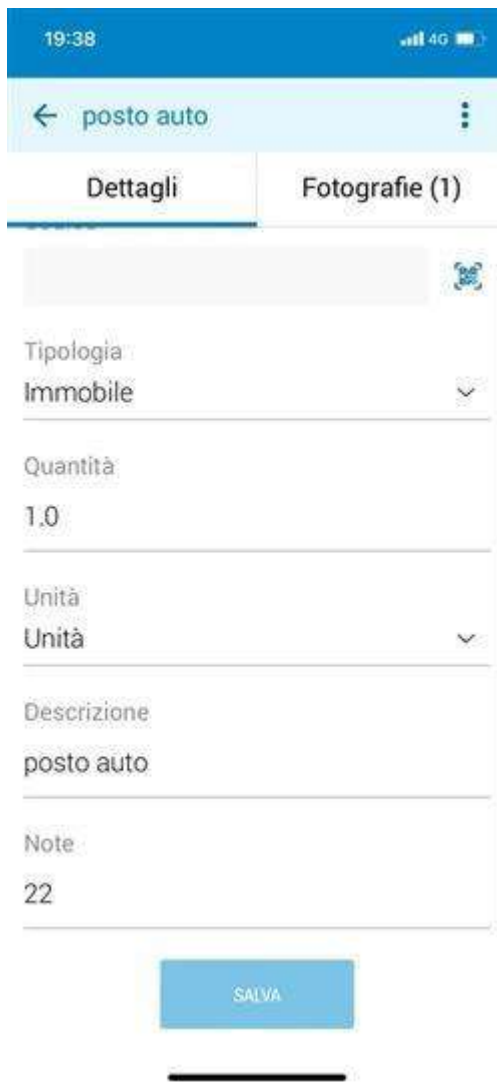 19:38
4G
posto auto
Dettagli
Fotografie (1)
Tipologia
Immobile
Quantità
1.0
Unità
Unità
Descrizione
posto auto
Note
22
SALVA